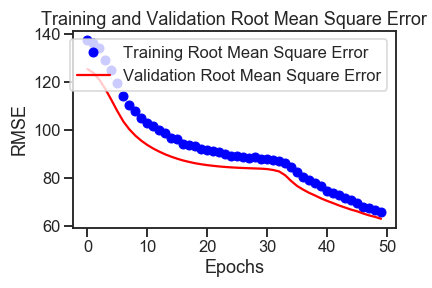 Training and Validation Root Mean Square Error
140
120
100
80
60
RMSE
Training Root Mean Square Error
Validation Root Mean Square Error
0 10 20 30 40 50
Epochs